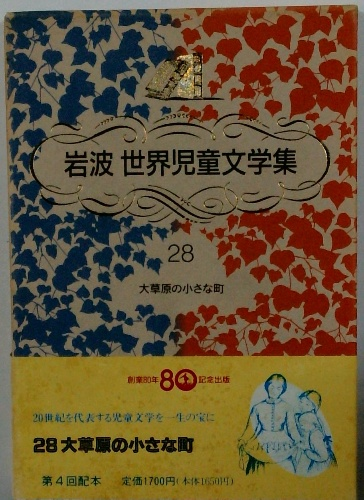 岩波 世界児童文学集
28
大草原の小さな町
創業80年 80 記念出版
20世紀を代表する児童文学を一生の宝に
28 大草原の小さな町
第4回配本 定価1700円(本体1650円)